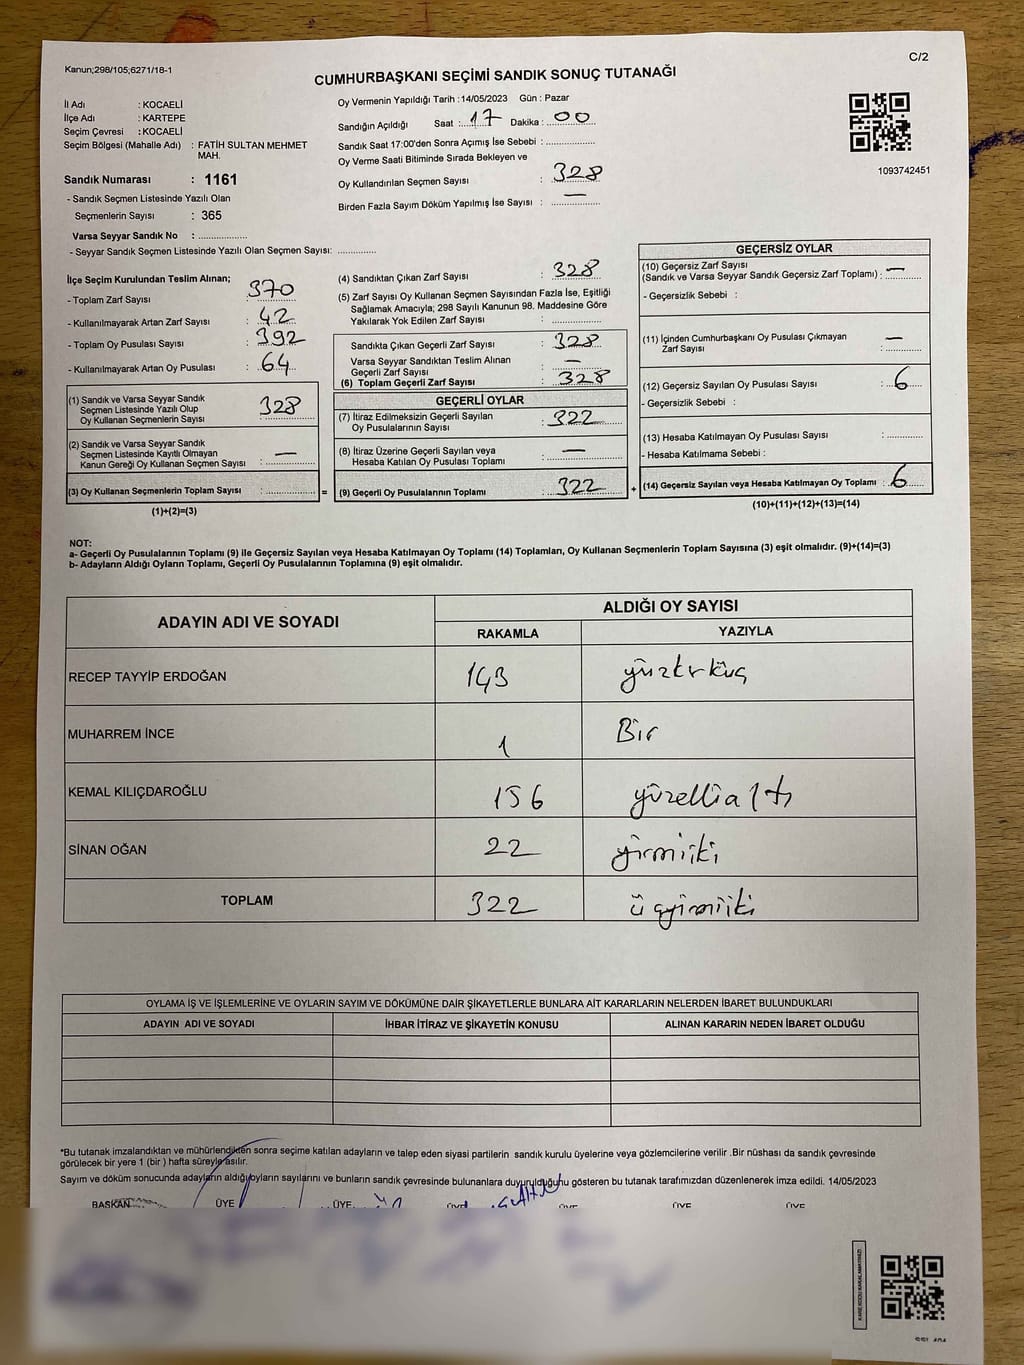 Kanun;298/105;6271/18-1
C/2
CUMHURBAŞKANI SEÇİMİ SANDIK SONUÇ TUTANAĞI
İl Adı : KOCAELİ
İlçe Adı : KARTEPE
Seçim Çevresi : KOCAELİ
Seçim Bölgesi (Mahalle Adı) : FATİH SULTAN MEHMET
MAH.
Sandık Numarası : 1161
- Sandık Seçmen Listesinde Yazılı Olan
Seçmenlerin Sayısı : 365
Varsa Seyyar Sandık No : ..................
- Seyyar Sandık Seçmen Listesinde Yazılı Olan Seçmen Sayısı: ..............
Oy Vermenin Yapıldığı Tarih :14/05/2023 Gün : Pazar
Sandığın Açıldığı Saat : 17 Dakika : 00
Sandık Saat 17:00'den Sonra Açımış İse Sebebi : ..................
Oy Verme Saati Bitiminde Sırada Bekleyen ve
Oy Kullandırılan Seçmen Sayısı : 328
Birden Fazla Sayım Döküm Yapılmış İse Sayısı : —
1093742451
İlçe Seçim Kurulundan Teslim Alınan;
- Toplam Zarf Sayısı : 370
- Kullanılmayarak Artan Zarf Sayısı : 42
- Toplam Oy Pusulası Sayısı : 392
- Kullanılmayarak Artan Oy Pusulası : 64
(1) Sandık ve Varsa Seyyar Sandık
Seçmen Listesinde Yazılı Olup
Oy Kullanan Seçmenlerin Sayısı : 328
(2) Sandık ve Varsa Seyyar Sandık
Seçmen Listesinde Kayıtlı Olmayan
Kanun Gereği Oy Kullanan Seçmen Sayısı : —
(3) Oy Kullanan Seçmenlerin Toplam Sayısı : .................. =
(1)+(2)=(3)
(4) Sandıktan Çıkan Zarf Sayısı : 328
(5) Zarf Sayısı Oy Kullanan Seçmen Sayısından Fazla İse, Eşitliği
Sağlamak Amacıyla; 298 Sayılı Kanunun 98. Maddesine Göre
Yakılarak Yok Edilen Zarf Sayısı : ..................
Sandıkta Çıkan Geçerli Zarf Sayısı : 328
Varsa Seyyar Sandıktan Teslim Alınan
Geçerli Zarf Sayısı : —
(6) Toplam Geçerli Zarf Sayısı : 328
GEÇERLİ OYLAR
(7) İtiraz Edilmeksizin Geçerli Sayılan
Oy Pusulalarının Sayısı : 322
(8) İtiraz Üzerine Geçerli Sayılan veya
Hesaba Katılan Oy Pusulası Toplamı : —
(9) Geçerli Oy Pusulalarının Toplamı : 322 +
GEÇERSİZ OYLAR
(10) Geçersiz Zarf Sayısı
(Sandık ve Varsa Seyyar Sandık Geçersiz Zarf Toplamı) : —
- Geçersizlik Sebebi :
(11) İçinden Cumhurbaşkanı Oy Pusulası Çıkmayan
Zarf Sayısı : —
(12) Geçersiz Sayılan Oy Pusulası Sayısı : 6
- Geçersizlik Sebebi :
(13) Hesaba Katılmayan Oy Pusulası Sayısı : ..............
- Hesaba Katılmama Sebebi :
(14) Geçersiz Sayılan veya Hesaba Katılmayan Oy Toplamı : 6
(10)+(11)+(12)+(13)=(14)
NOT:
a- Geçerli Oy Pusulalarının Toplamı (9) ile Geçersiz Sayılan veya Hesaba Katılmayan Oy Toplamı (14) Toplamları, Oy Kullanan Seçmenlerin Toplam Sayısına (3) eşit olmalıdır. (9)+(14)=(3)
b- Adayların Aldığı Oyların Toplamı, Geçerli Oy Pusulalarının Toplamına (9) eşit olmalıdır.
ADAYIN ADI VE SOYADI ALDIĞI OY SAYISI
RAKAMLA YAZIYLA
RECEP TAYYİP ERDOĞAN 143 yüzkırküç
MUHARREM İNCE 1 Bir
KEMAL KILIÇDAROĞLU 156 yüzellialtı
SİNAN OĞAN 22 yirmiiki
TOPLAM 322 üçyirmiiki
OYLAMA İŞ VE İŞLEMLERİNE VE OYLARIN SAYIM VE DÖKÜMÜNE DAİR ŞİKAYETLERLE BUNLARA AİT KARARLARIN NELERDEN İBARET BULUNDUKLARI
ADAYIN ADI VE SOYADI İHBAR İTİRAZ VE ŞİKAYETİN KONUSU ALINAN KARARIN NEDEN İBARET OLDUĞU
*Bu tutanak imzalandıktan ve mühürlendikten sonra seçime katılan adayların ve talep eden siyasi partilerin sandık kurulu üyelerine veya gözlemcilerine verilir .Bir nüshası da sandık çevresinde
görülecek bir yere 1 (bir ) hafta süreyle asılır.
Sayım ve döküm sonucunda adayların aldığı oyların sayılarını ve bunların sandık çevresinde bulunanlara duyurulduğunu gösteren bu tutanak tarafımızdan düzenlenerek imza edildi. 14/05/2023
BAŞKAN ÜYE ÜYE ÜYE ÜYE ÜYE ÜYE